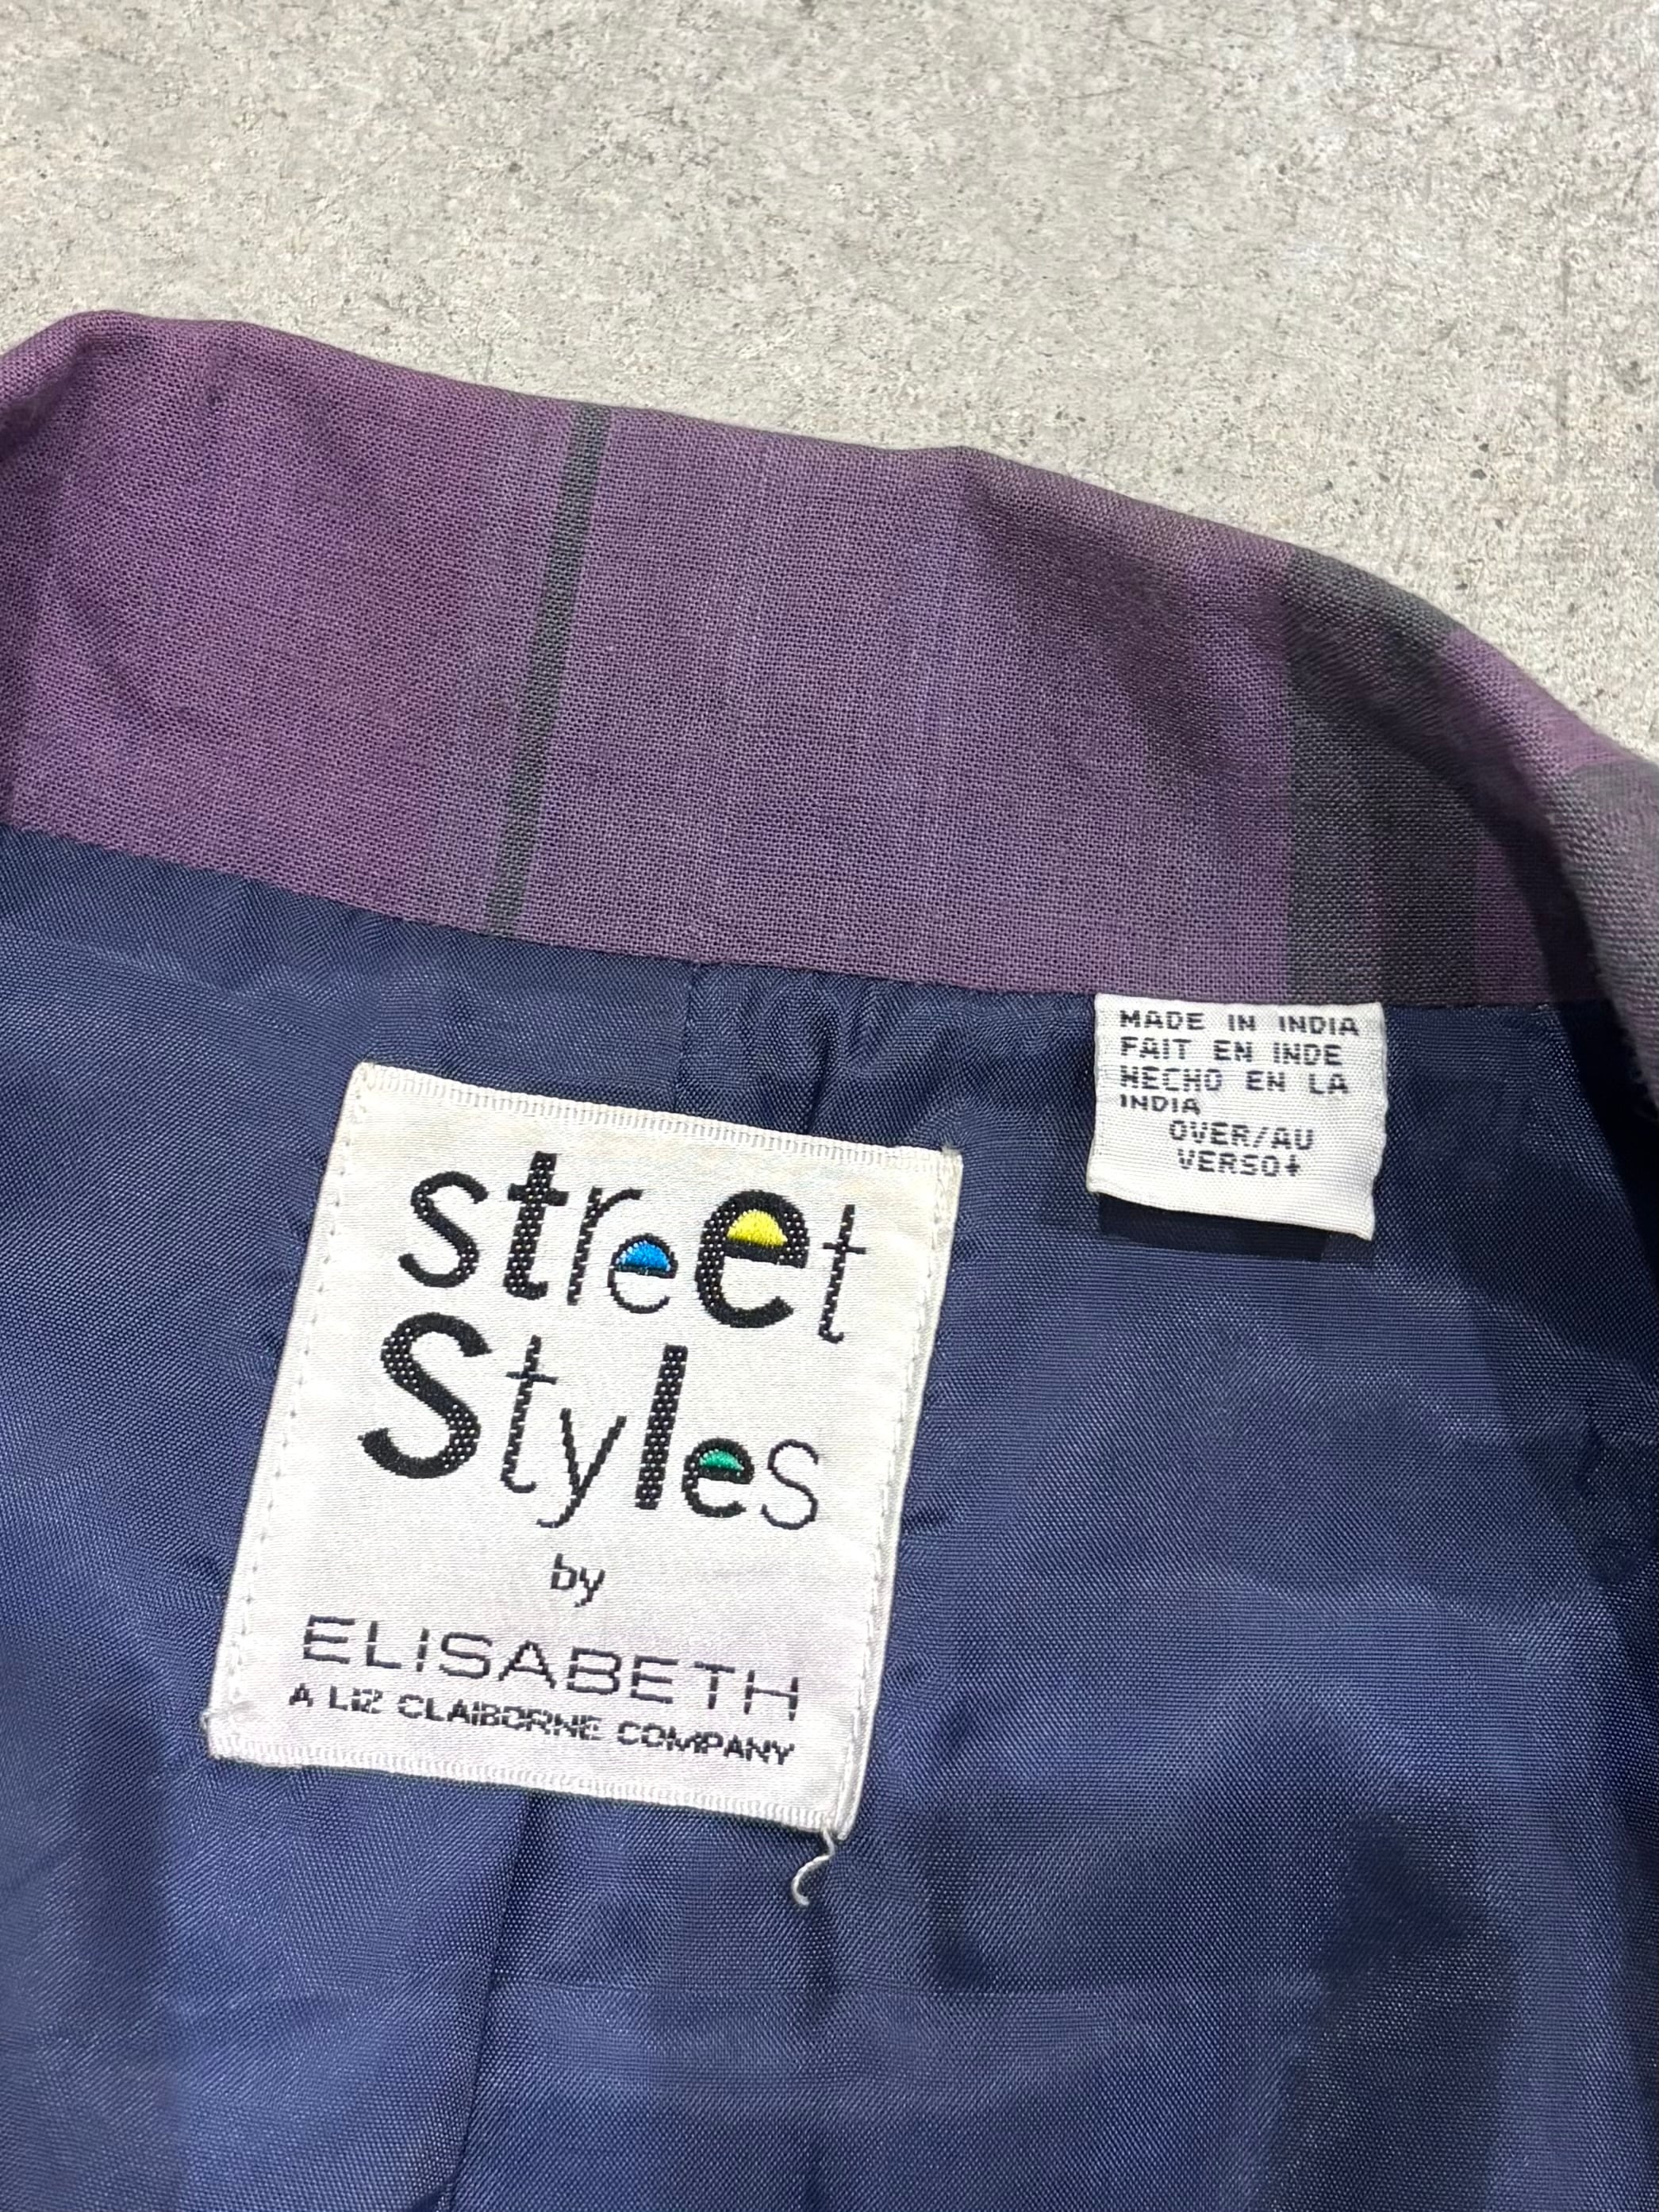 street
Styles
by
ELISABETH
A LIZ CLAIBORNE COMPANY
MADE IN INDIA
FAIT EN INDE
HECHO EN LA
INDIA
OVER/AU
VERSO→